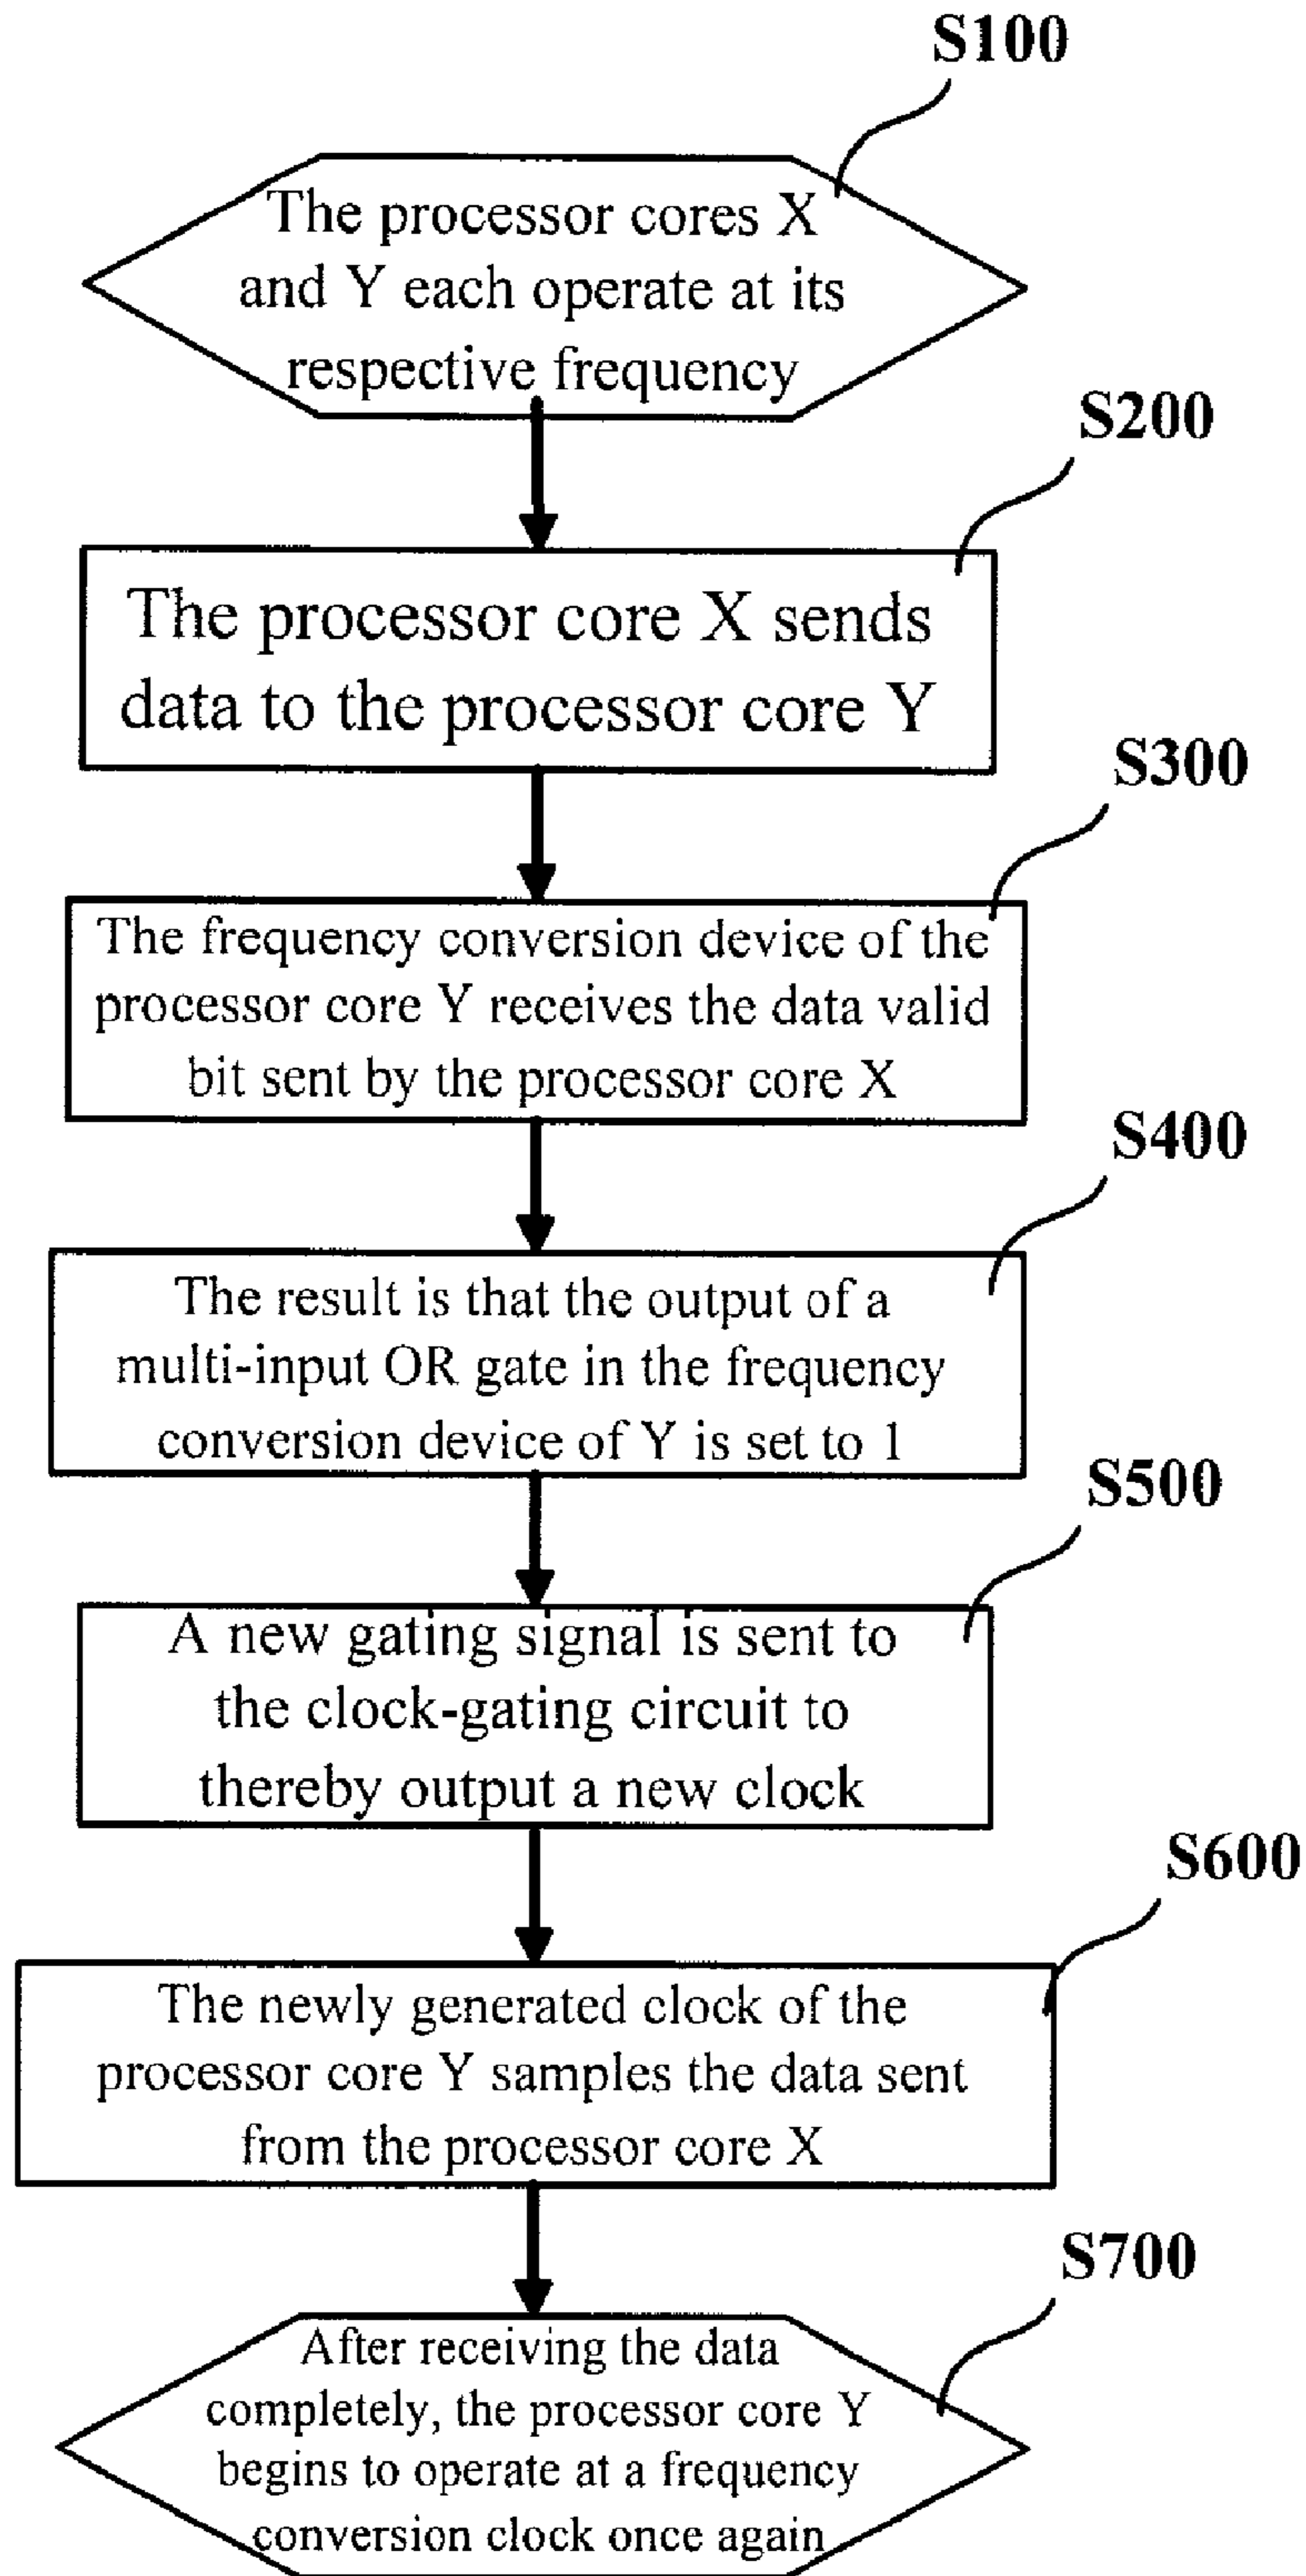 S100
The processor cores X
and Y each operate at its
respective frequency
S200
The processor core X sends
data to the processor core Y
S300
The frequency conversion device of the
processor core Y receives the data valid
bit sent by the processor core X
S400
The result is that the output of a
multi-input OR gate in the frequency
conversion device of Y is set to 1
S500
A new gating signal is sent to
the clock-gating circuit to
thereby output a new clock
S600
The newly generated clock of the
processor core Y samples the data sent
from the processor core X
S700
After receiving the data
completely, the processor core Y
begins to operate at a frequency
conversion clock once again